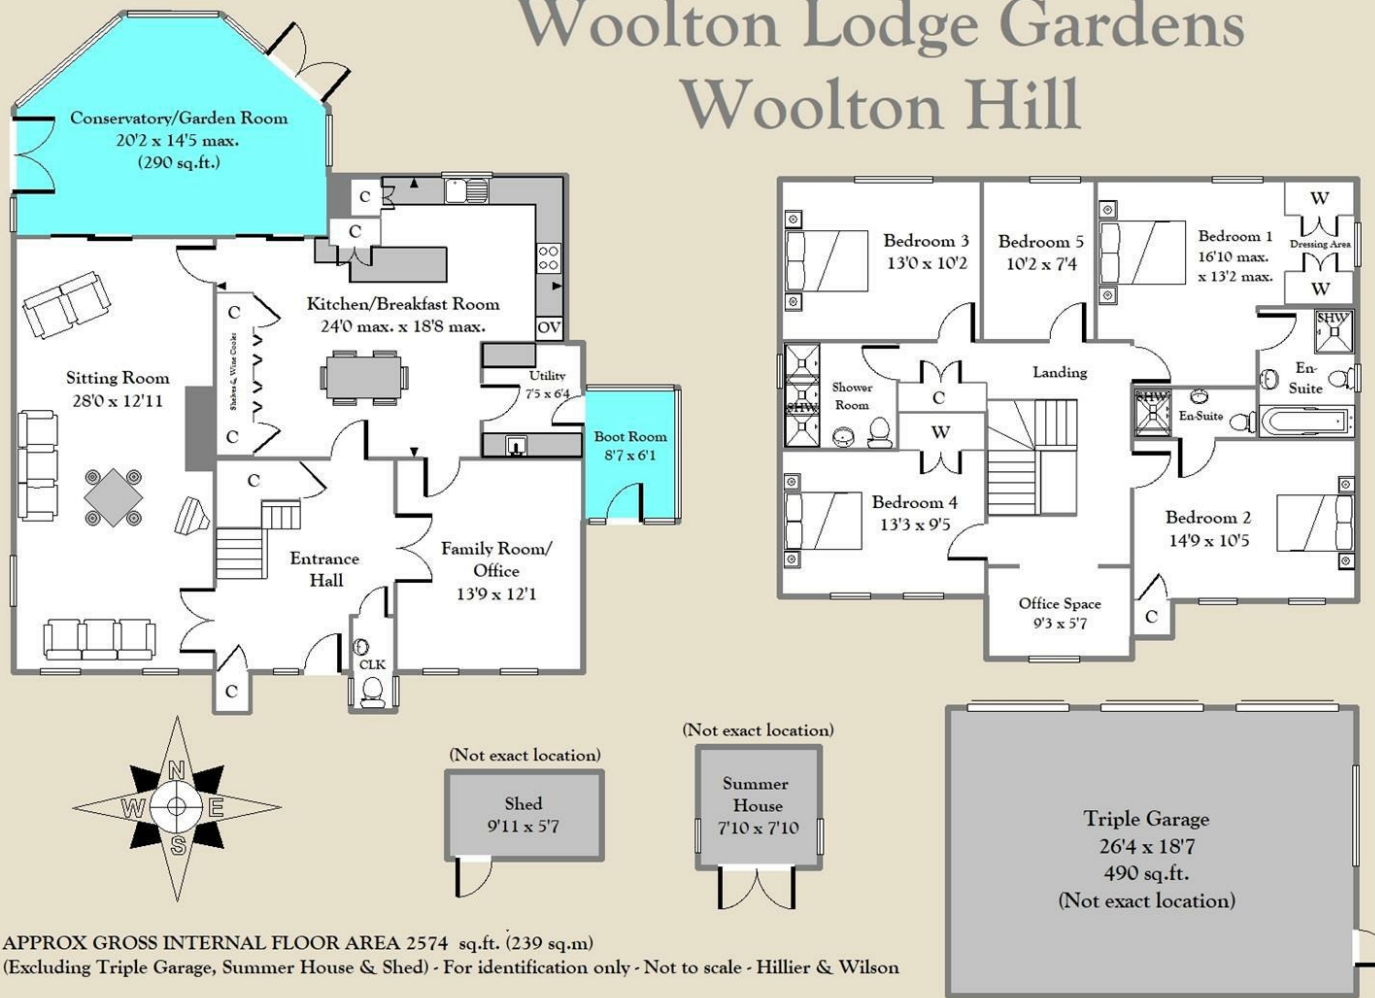 Woolton Lodge Gardens
Woolton Hill
Conservatory/Garden Room
20'2 x 14'5 max.
(290 sq.ft.)
C
C
Kitchen/Breakfast Room
24'0 max. x 18'8 max.
OV
C
Shelves & Wine Cooler
C
Sitting Room
28'0 x 12'11
Utility
7'5 x 6'4
Boot Room
8'7 x 6'1
C
Entrance
Hall
Family Room/
Office
13'9 x 12'1
CLK
C
Bedroom 3
13'0 x 10'2
Bedroom 5
10'2 x 7'4
Bedroom 1
16'10 max.
x 13'2 max.
W
Dressing Area
W
SHW
En-
Suite
Landing
Shower
Room
SHW
C
W
SHW
En-Suite
Bedroom 4
13'3 x 9'5
Bedroom 2
14'9 x 10'5
Office Space
9'3 x 5'7
C
N
W
E
S
(Not exact location)
Shed
9'11 x 5'7
(Not exact location)
Summer
House
7'10 x 7'10
Triple Garage
26'4 x 18'7
490 sq.ft.
(Not exact location)
APPROX GROSS INTERNAL FLOOR AREA 2574 sq.ft. (239 sq.m)
(Excluding Triple Garage, Summer House & Shed) - For identification only - Not to scale - Hillier & Wilson